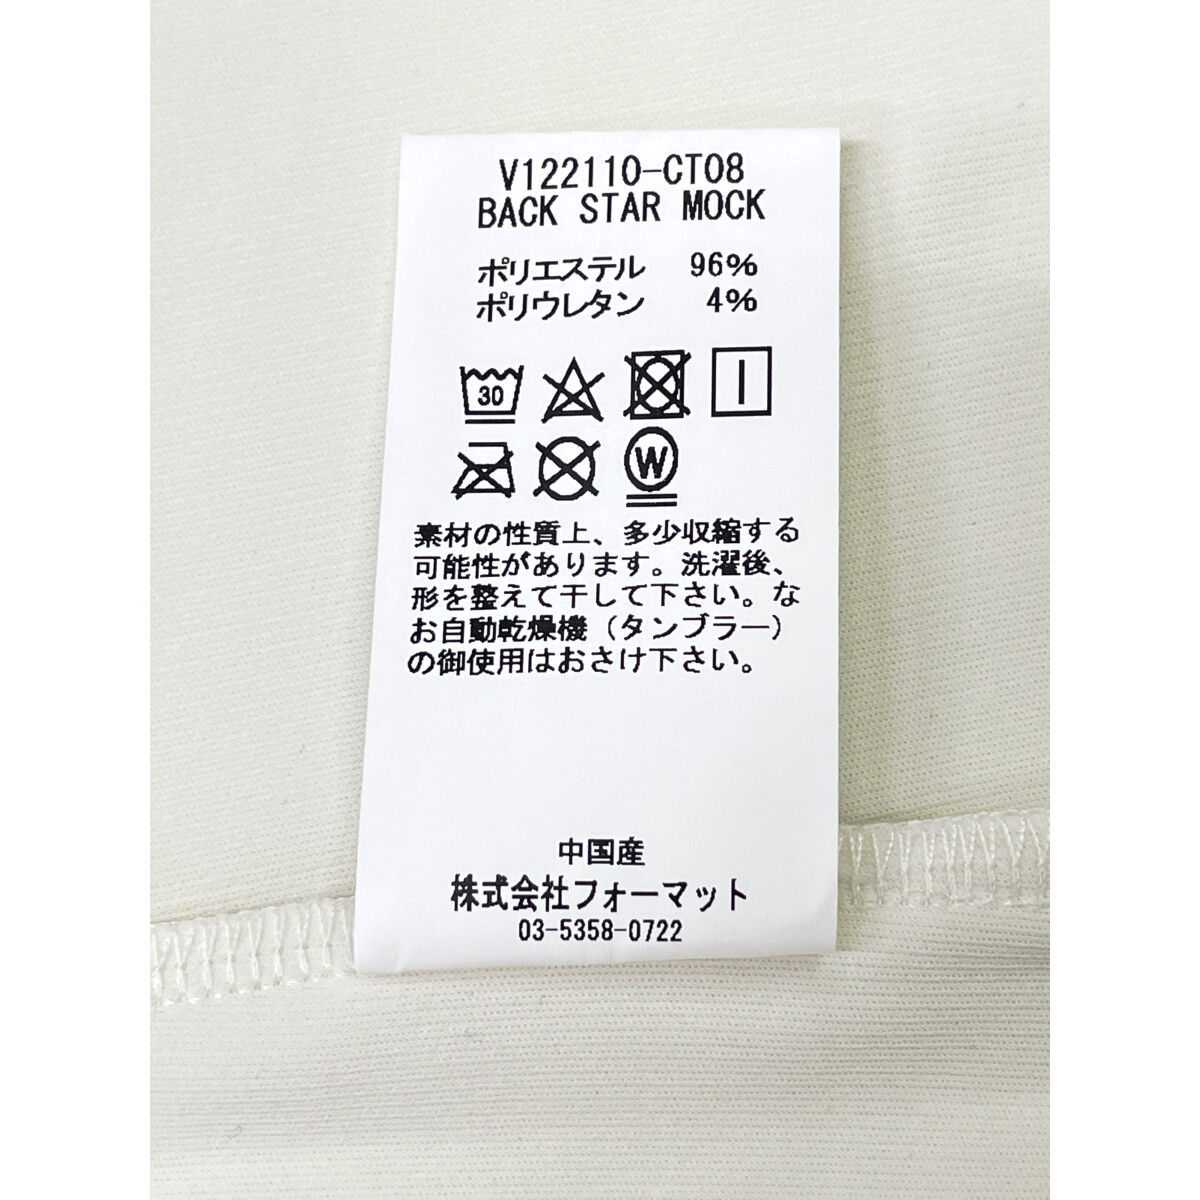 V122110-CT08
BACK STAR MOCK
ポリエステル 96%
ポリウレタン 4%
30
W
素材の性質上、多少収縮する
可能性があります。洗濯後、
形を整えて干して下さい。な
お自動乾燥機（タンブラー）
の御使用はおさけ下さい。
中国産
株式会社フォーマット
03-5358-0722